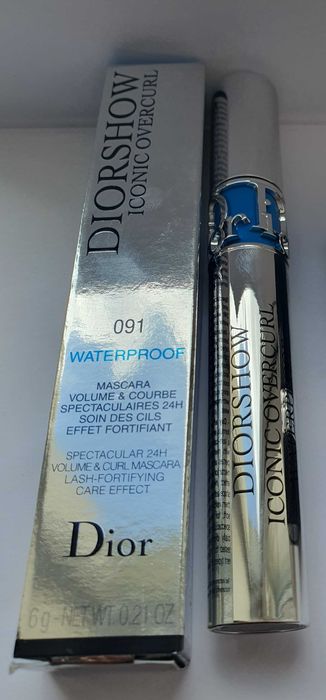 DIORSHOW
ICONIC OVERCURL
091
WATERPROOF
MASCARA
VOLUME & COURBE
SPECTACULAIRES 24H
SOIN DES CILS
EFFET FORTIFIANT
SPECTACULAR 24H
VOLUME & CURL MASCARA
LASH-FORTIFYING
CARE EFFECT
Dior
6g - NET WT. 0.21 OZ
DIORSHOW
ICONIC OVERCURL